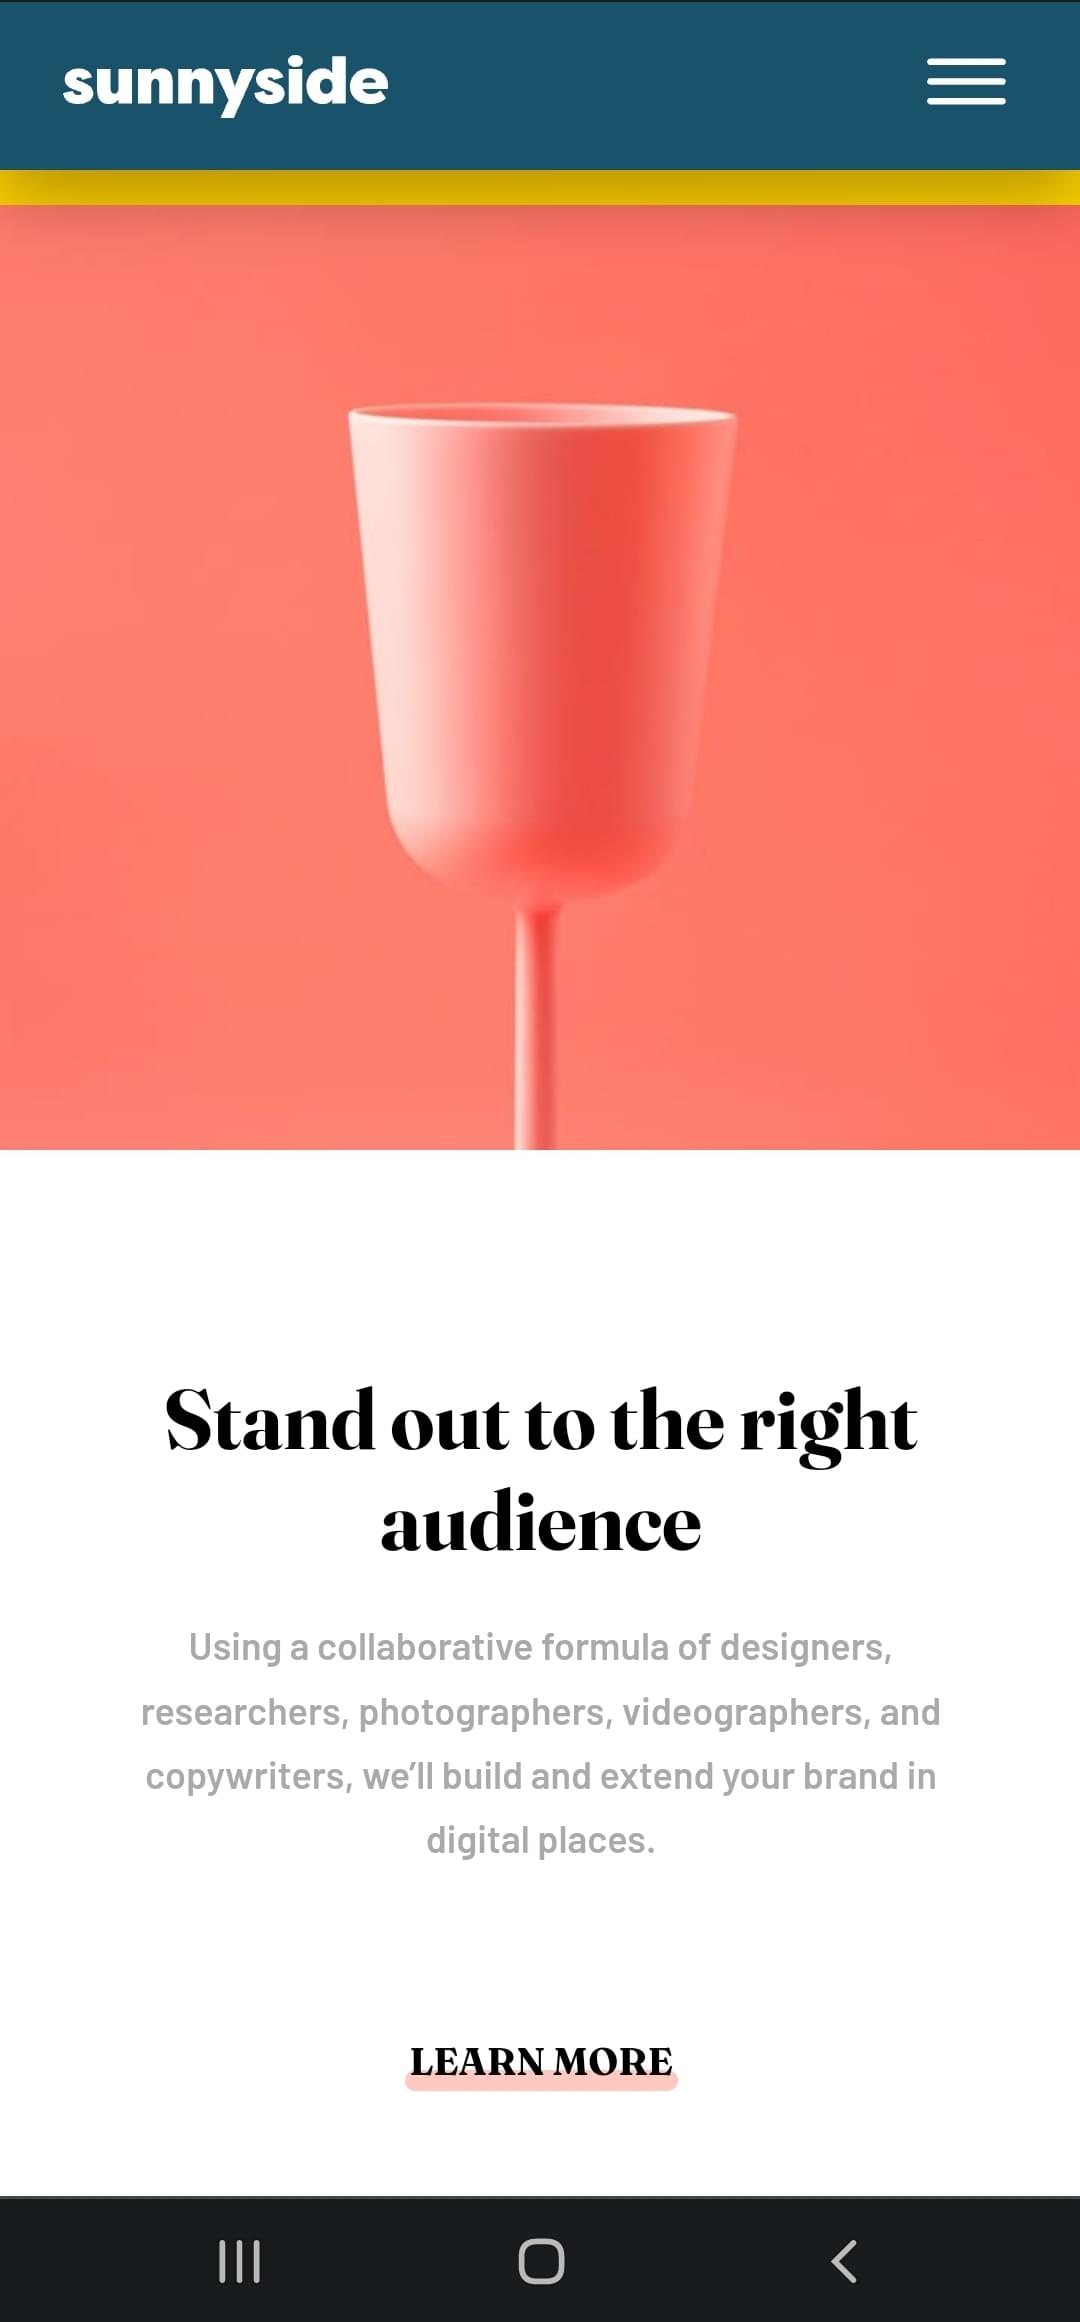 sunnyside
Stand out to the right
audience
Using a collaborative formula of designers,
researchers, photographers, videographers, and
copywriters, we’ll build and extend your brand in
digital places.
LEARN MORE